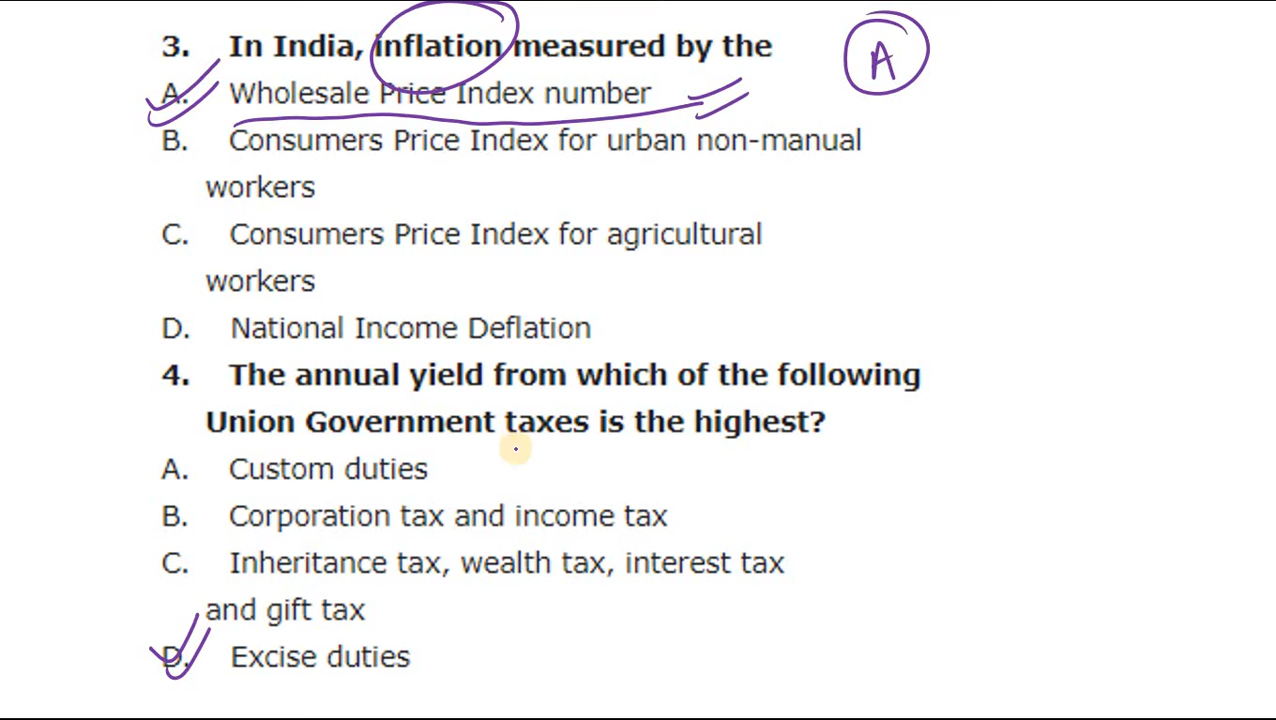 3. In India, inflation measured by the A
A. Wholesale Price Index number
B. Consumers Price Index for urban non-manual
workers
C. Consumers Price Index for agricultural
workers
D. National Income Deflation
4. The annual yield from which of the following
Union Government taxes is the highest?
A. Custom duties
B. Corporation tax and income tax
C. Inheritance tax, wealth tax, interest tax
and gift tax
D. Excise duties